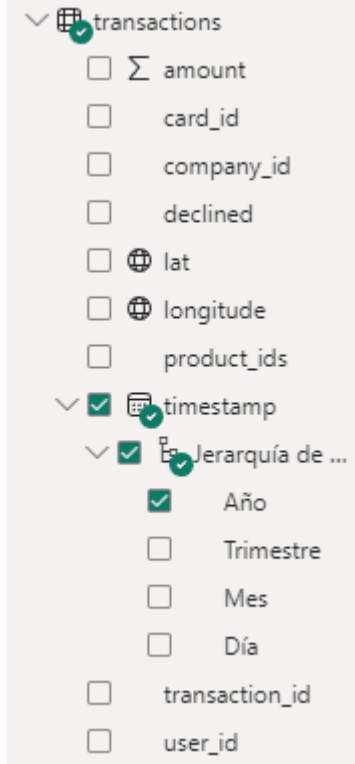 transactions
Σ amount
card_id
company_id
declined
lat
longitude
product_ids
timestamp
Jerarquía de ...
Año
Trimestre
Mes
Día
transaction_id
user_id